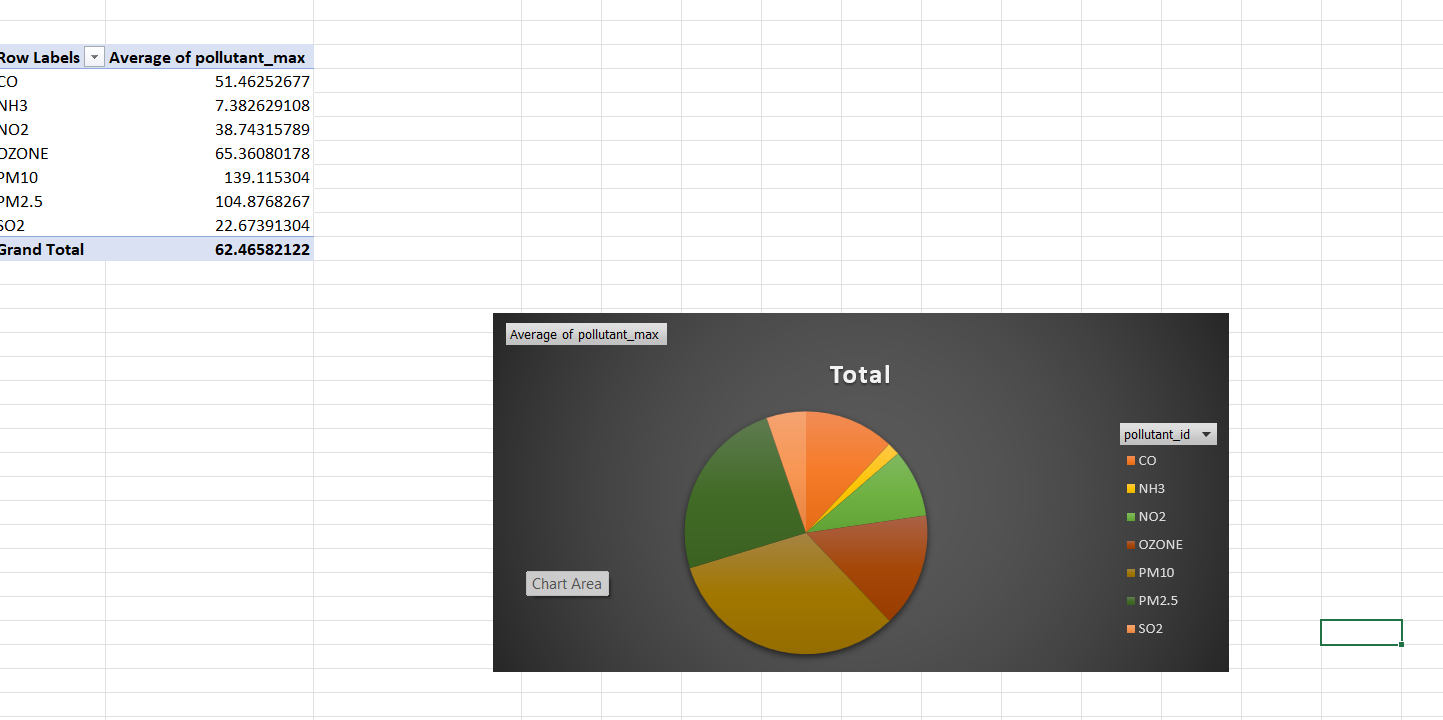 Row Labels Average of pollutant_max
CO 51.46252677
NH3 7.382629108
NO2 38.74315789
OZONE 65.36080178
PM10 139.115304
PM2.5 104.8768267
SO2 22.67391304
Grand Total 62.46582122
Average of pollutant_max
Total
pollutant_id
CO
NH3
NO2
OZONE
PM10
PM2.5
SO2
Chart Area